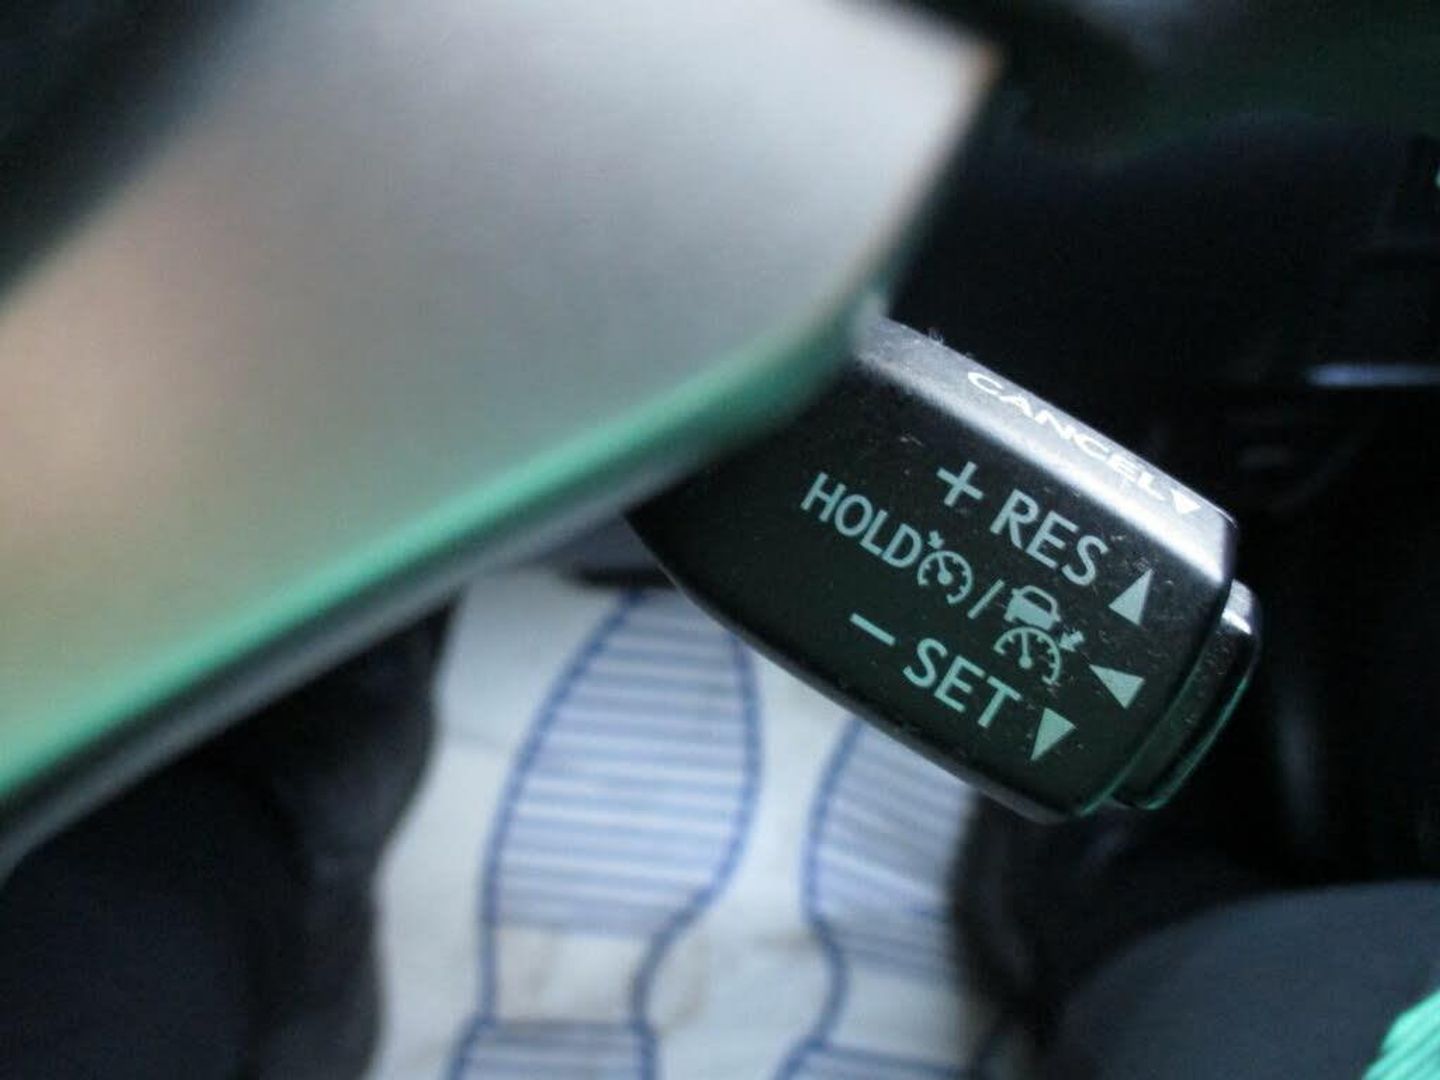 CANCEL
+ RES
HOLD /
− SET